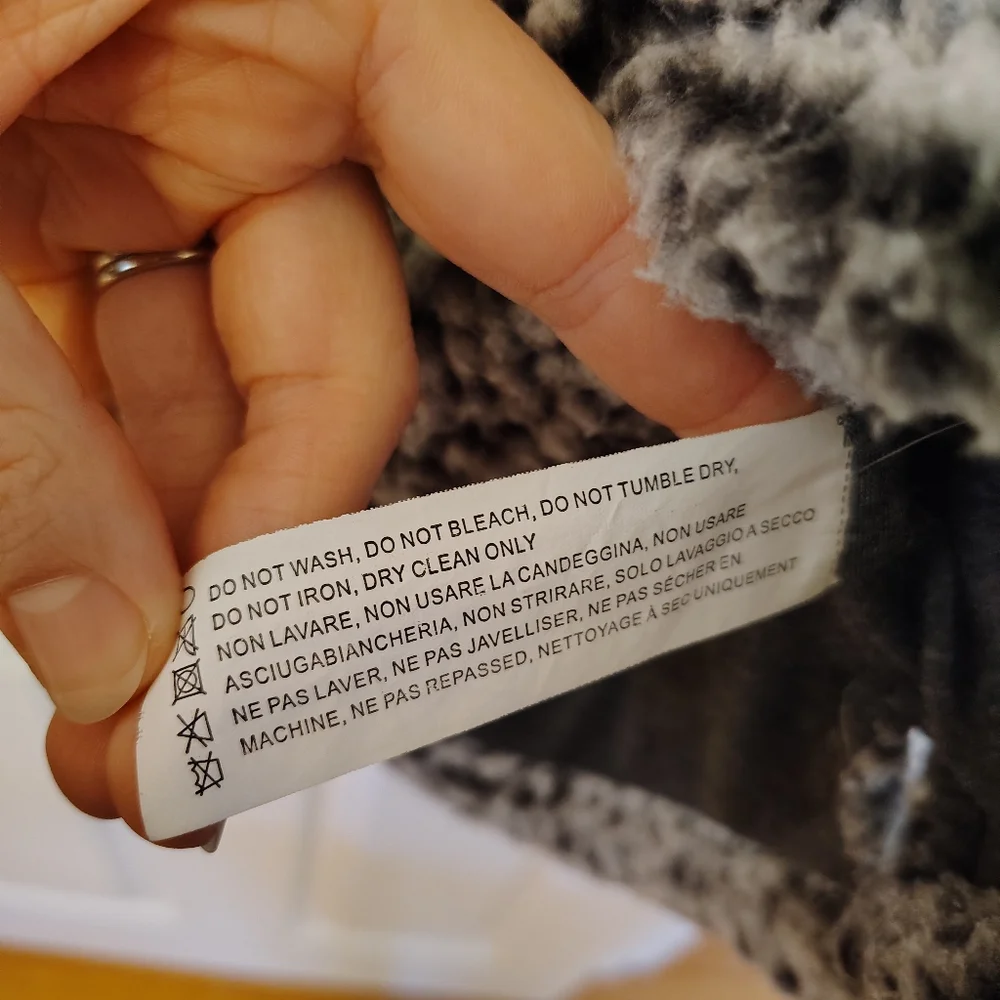 DO NOT WASH, DO NOT BLEACH, DO NOT TUMBLE DRY,
DO NOT IRON, DRY CLEAN ONLY
NON LAVARE, NON USARE LA CANDEGGINA, NON USARE
ASCIUGABIANCHERIA, NON STRIRARE, SOLO LAVAGGIO A SECCO
NE PAS LAVER, NE PAS JAVELLISER, NE PAS SÉCHER EN
MACHINE, NE PAS REPASSED, NETTOYAGE À SEC UNIQUEMENT